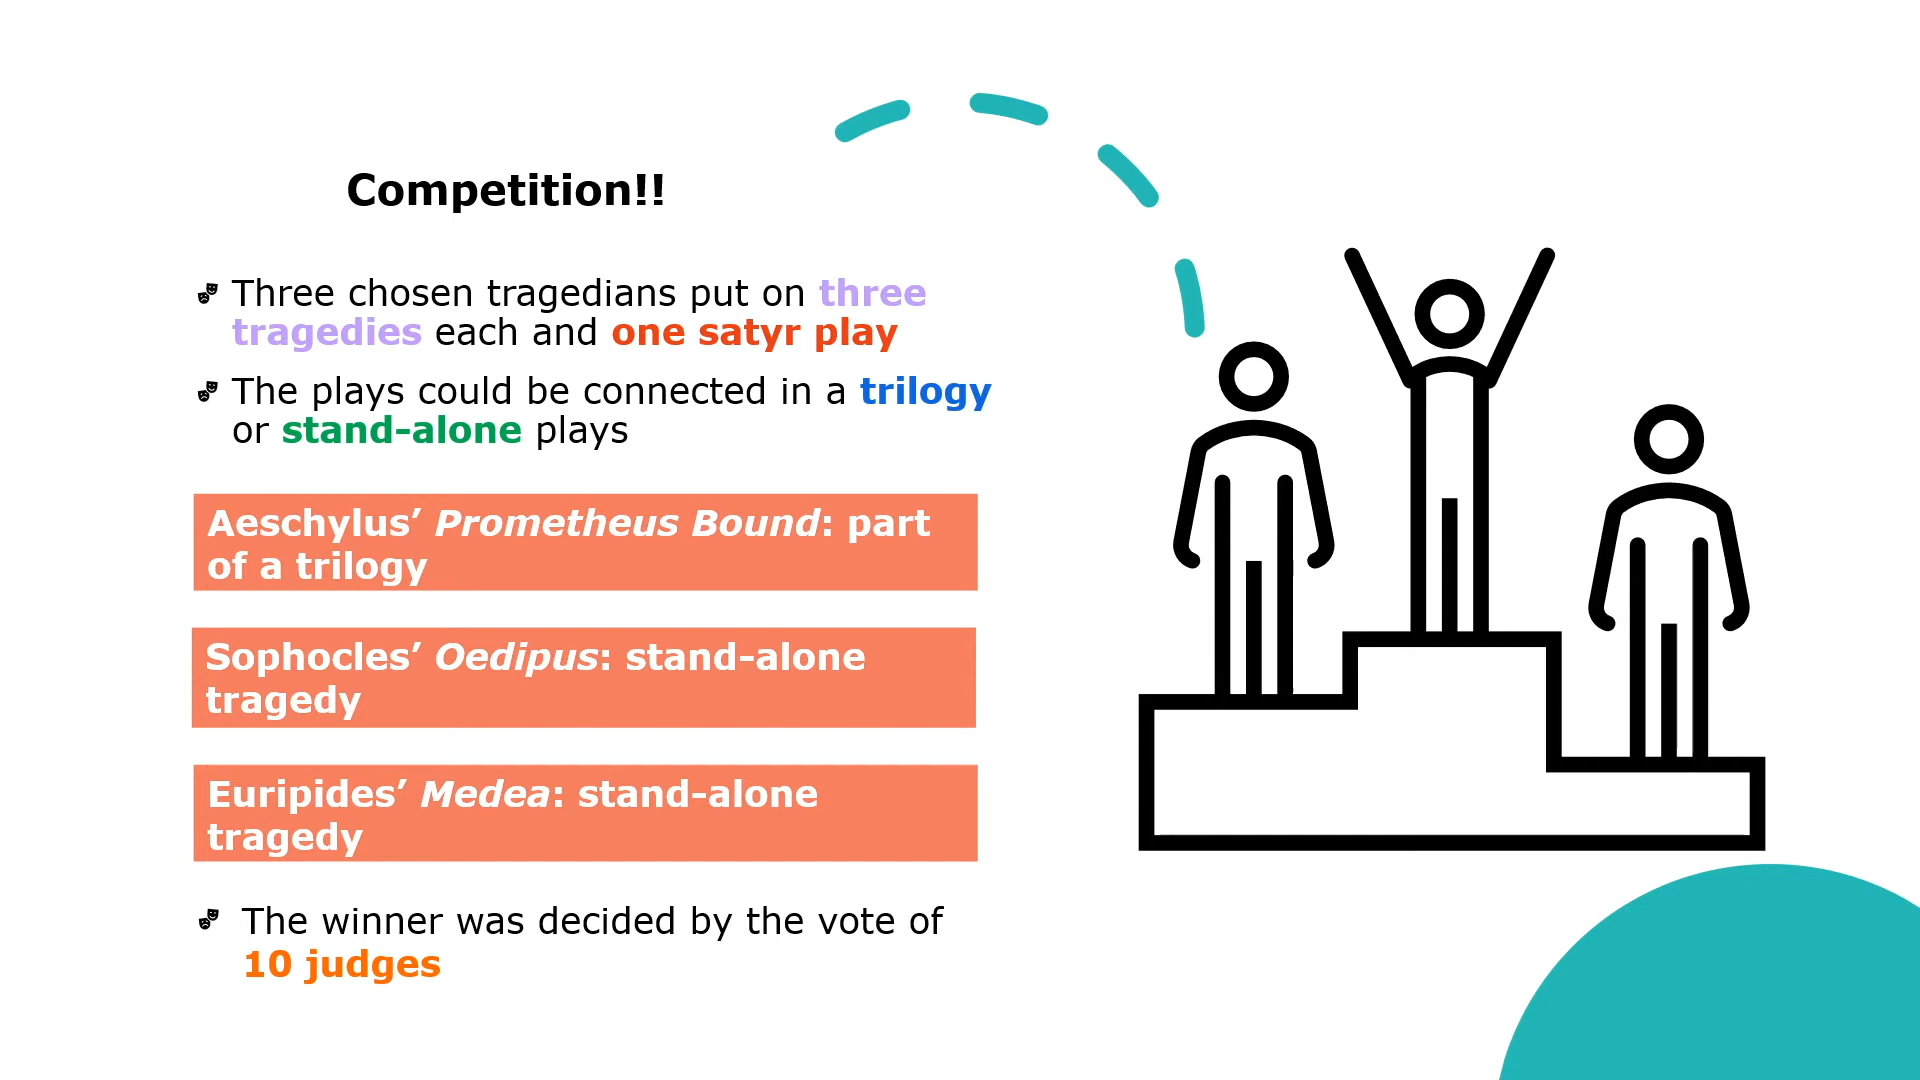 Competition!!
Three chosen tragedians put on three
tragedies each and one satyr play
The plays could be connected in a trilogy
or stand-alone plays
Aeschylus’ Prometheus Bound: part
of a trilogy
Sophocles’ Oedipus: stand-alone
tragedy
Euripides’ Medea: stand-alone
tragedy
The winner was decided by the vote of
10 judges